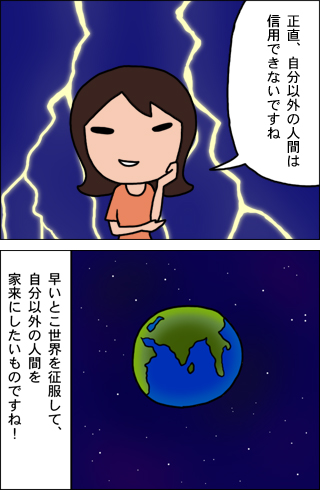 正直、自分以外の人間は
信用できないですね
早いとこ世界を征服して、
自分以外の人間を
家来にしたいものですね!